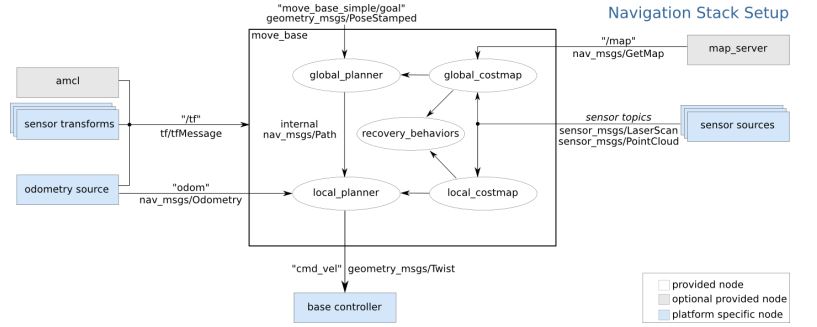 Navigation Stack Setup
"move_base_simple/goal"
geometry_msgs/PoseStamped
move_base
"/map"
nav_msgs/GetMap
map_server
global_planner
global_costmap
amcl
sensor transforms
"/tf"
tf/tfMessage
internal
nav_msgs/Path
recovery_behaviors
sensor topics
sensor_msgs/LaserScan
sensor_msgs/PointCloud
sensor sources
odometry source
"odom"
nav_msgs/Odometry
local_planner
local_costmap
"cmd_vel" geometry_msgs/Twist
base controller
provided node
optional provided node
platform specific node